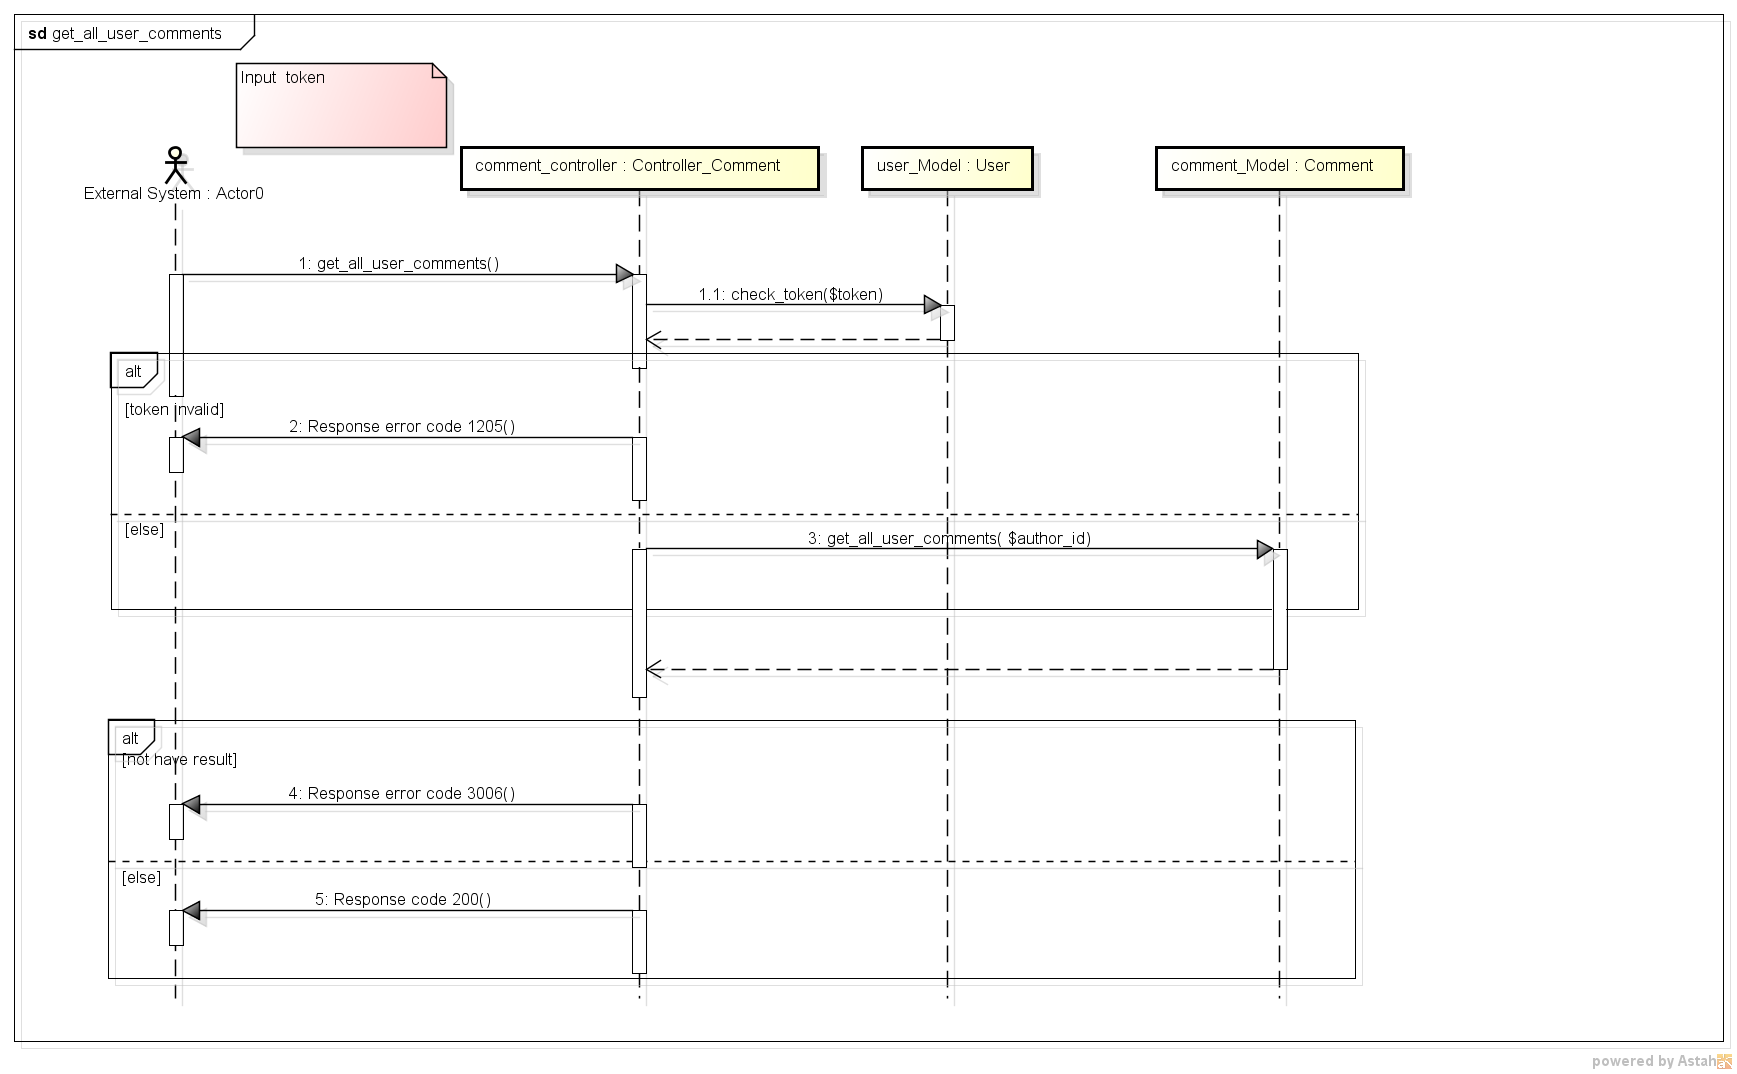 sd get_all_user_comments
Input  token
External System : Actor0
comment_controller : Controller_Comment
user_Model : User
comment_Model : Comment
1: get_all_user_comments()
1.1: check_token($token)
alt
[token invalid]
2: Response error code 1205()
[else]
3: get_all_user_comments( $author_id)
alt
[not have result]
4: Response error code 3006()
[else]
5: Response code 200()
powered by Astah